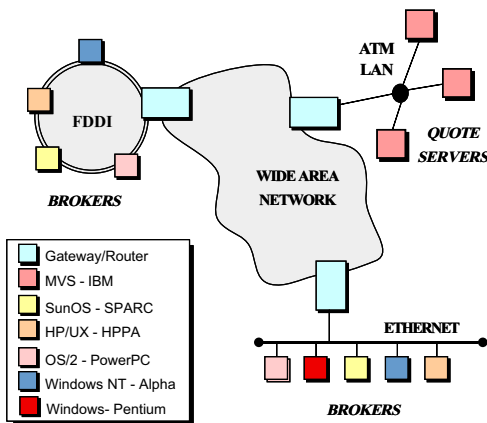 ATM
LAN
FDDI
QUOTE
SERVERS
WIDE AREA
NETWORK
BROKERS
Gateway/Router
MVS - IBM
SunOS - SPARC
HP/UX - HPPA
OS/2 - PowerPC
Windows NT - Alpha
Windows- Pentium
ETHERNET
BROKERS